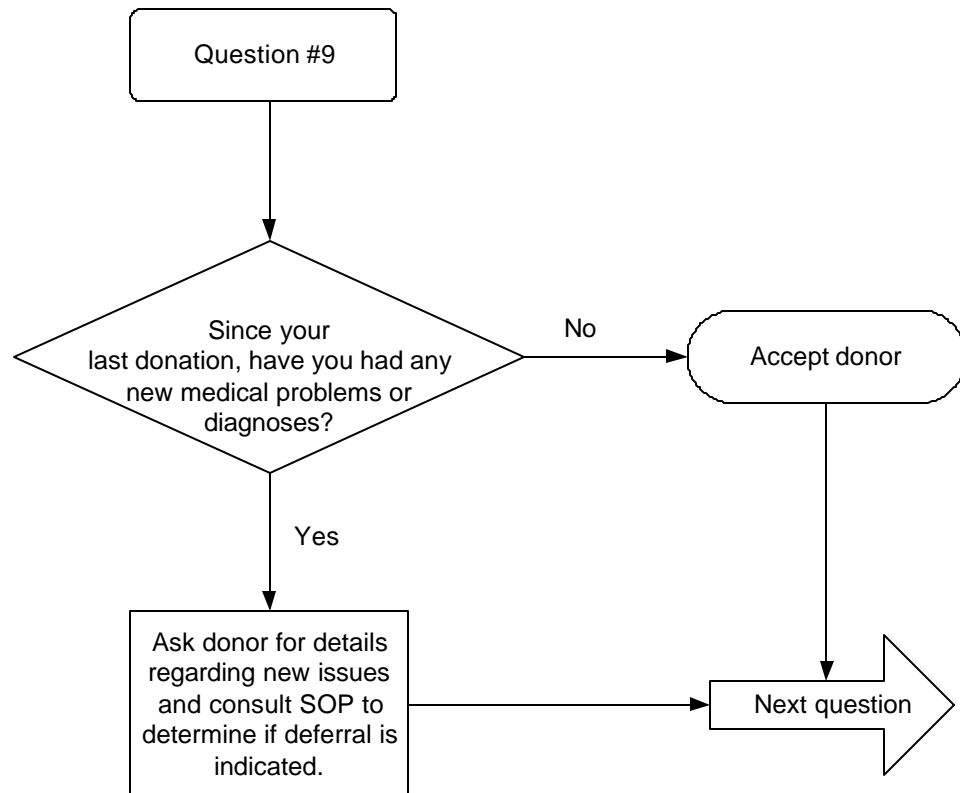 Question #9
Since your
last donation, have you had any
new medical problems or
diagnoses?
No
Accept donor
Yes
Ask donor for details
regarding new issues
and consult SOP to
determine if deferral is
indicated.
Next question